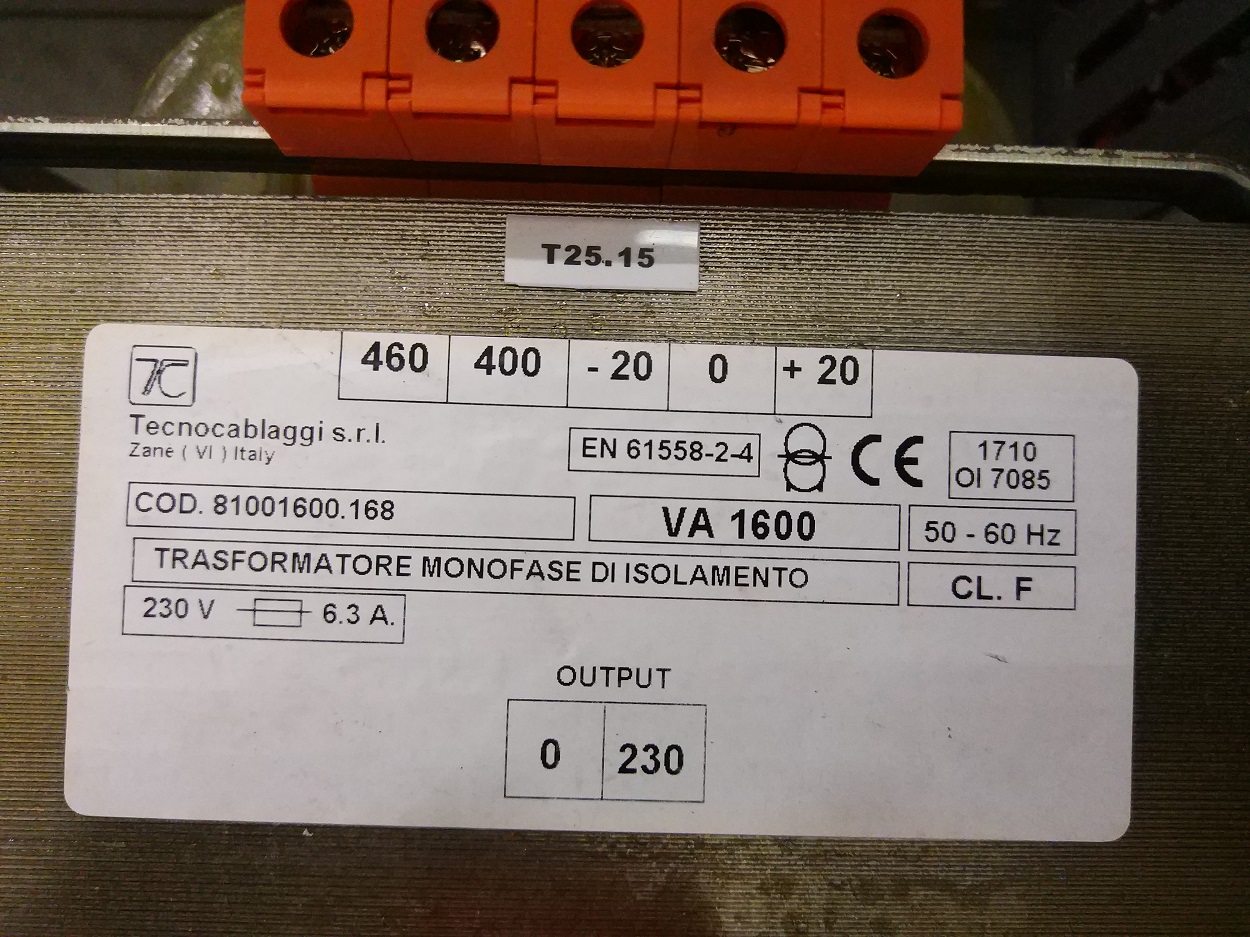 T25.15
460 400 - 20 0 + 20
TC
Tecnocablaggi s.r.l.
Zane ( VI ) Italy
EN 61558-2-4
CE
1710
OI 7085
COD. 81001600.168
VA 1600
50 - 60 Hz
TRASFORMATORE MONOFASE DI ISOLAMENTO
CL. F
230 V 6.3 A.
OUTPUT
0 230